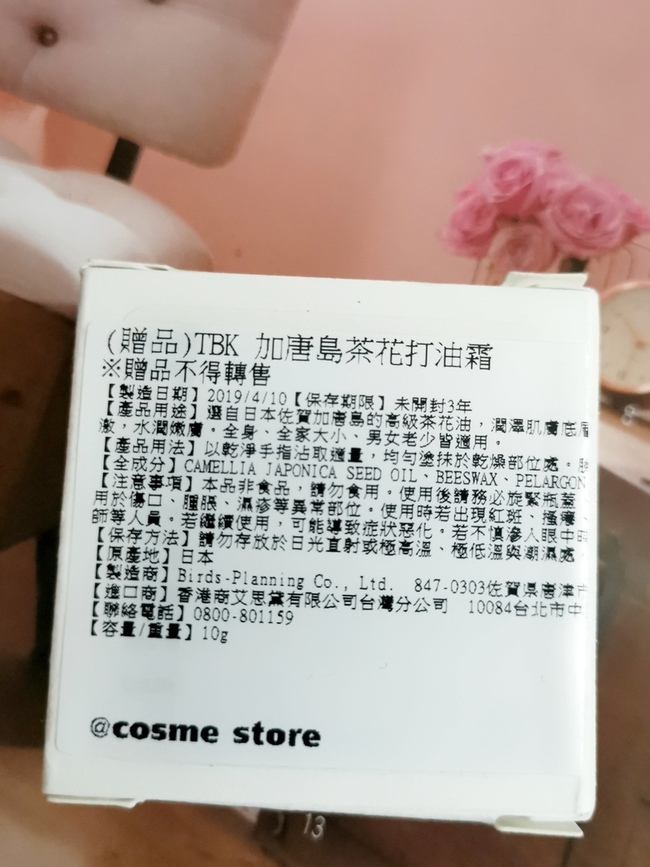 (贈品)TBK 加唐島茶花打油霜
※贈品不得轉售
【製造日期】2019/4/10【保存期限】未開封3年
【產品用途】選自日本佐賀加唐島的高級茶花油，潤澤肌膚底層
激，水潤嫩膚。全身、全家大小、男女老少皆適用。
【產品用法】以乾淨手指沾取適量，均勻塗抹於乾燥部位處。
【全成分】CAMELLIA JAPONICA SEED OIL、BEESWAX、PELARGON
【注意事項】本品非食品，請勿食用。使用後請務必旋緊瓶蓋
用於傷口、腫脹、濕疹等異常部位。使用時若出現紅斑、搔癢、
師等人員。若繼續使用，可能導致症狀惡化。若不慎滲入眼中時
【保存方法】請勿存放於日光直射或極高溫、極低溫與潮濕處。
【原產地】日本
【製造商】Birds-Planning Co., Ltd. 847-0303佐賀県唐津市
【進口商】香港商艾思黛有限公司台灣分公司 10084台北市中
【聯絡電話】0800-801159
【容量/重量】10g
@cosme store
13